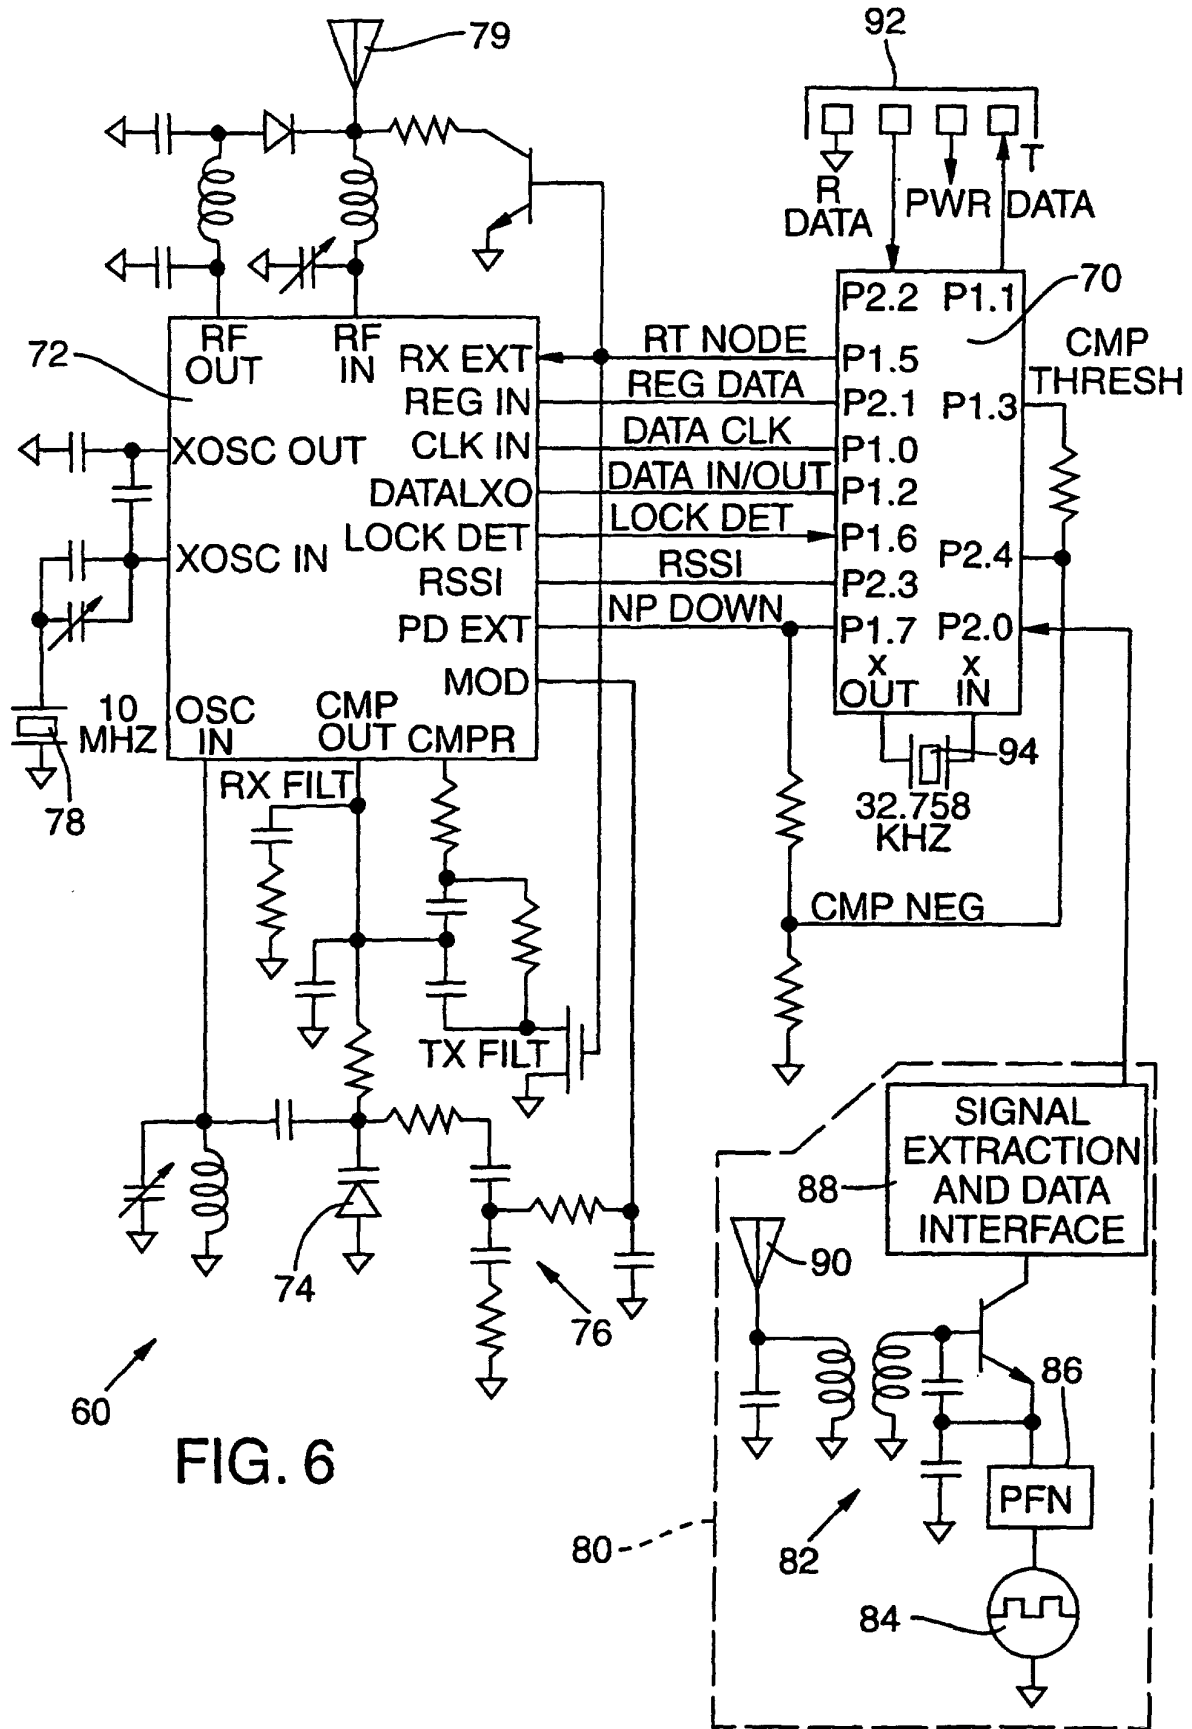 79
92
R
DATA
PWR
T
DATA
P2.2
P1.1
70
72
RF
OUT
RF
IN
RX EXT
RT NODE
P1.5
CMP
THRESH
REG IN
REG DATA
P2.1
P1.3
CLK IN
DATA CLK
P1.0
XOSC OUT
DATALXO
DATA IN/OUT
P1.2
LOCK DET
LOCK DET
P1.6
XOSC IN
P2.4
RSSI
RSSI
P2.3
PD EXT
NP DOWN
P1.7
P2.0
X
OUT
X
IN
MOD
10
MHZ
OSC
IN
CMP
OUT
CMPR
78
RX FILT
94
32.758
KHZ
CMP NEG
TX FILT
SIGNAL
EXTRACTION
AND DATA
INTERFACE
88
90
74
76
86
60
FIG. 6
PFN
80
82
84